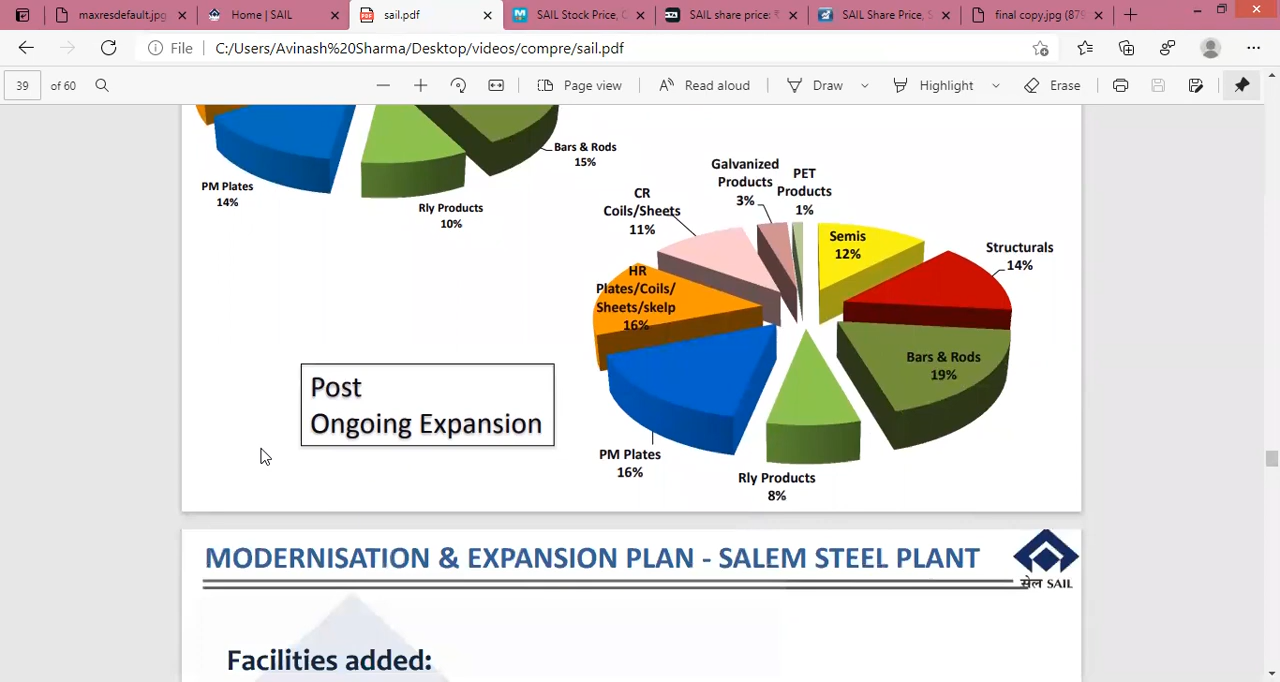 maxresdefault.jpg
Home | SAIL
sail.pdf
SAIL Stock Price, C
SAIL share price: ₹
SAIL Share Price, S
final copy.jpg (879
File
C:/Users/Avinash%20Sharma/Desktop/videos/compre/sail.pdf
39
of 60
Page view
Read aloud
Draw
Highlight
Erase
PM Plates
14%
Rly Products
10%
Bars & Rods
15%
Galvanized
Products
3%
PET
Products
1%
CR
Coils/Sheets
11%
Semis
12%
Structurals
14%
HR
Plates/Coils/
Sheets/skelp
16%
Bars & Rods
19%
PM Plates
16%
Rly Products
8%
Post
Ongoing Expansion
MODERNISATION & EXPANSION PLAN - SALEM STEEL PLANT
सेल SAIL
Facilities added: